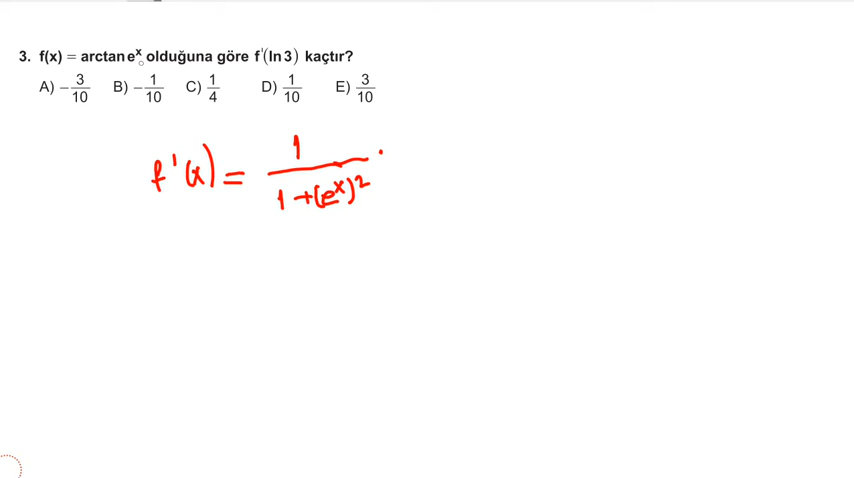 3. f(x) = arctan eˣ olduğuna göre f'(ln 3) kaçtır?
A) -3/10 B) -1/10 C) 1/4 D) 1/10 E) 3/10
f'(x) = 1/(1+(eˣ)²) ·